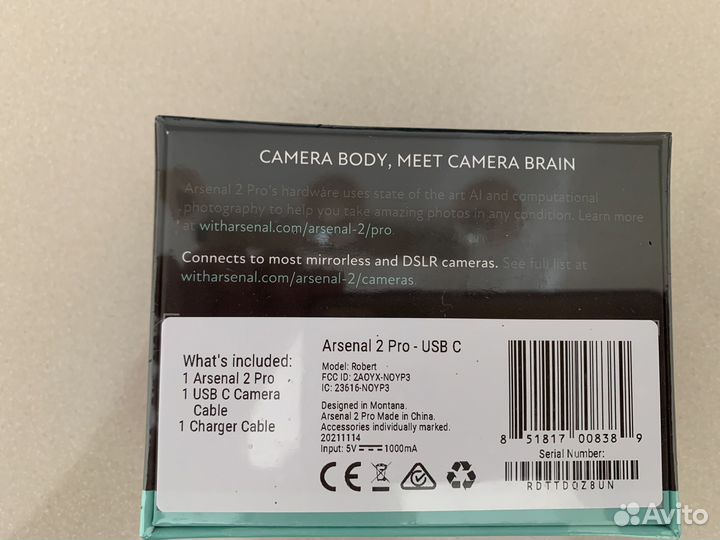 CAMERA BODY, MEET CAMERA BRAIN
Arsenal 2 Pro's hardware uses state of the art AI and computational
photography to help you take amazing photos in any condition. Learn more
at witharsenal.com/arsenal-2/pro.
Connects to most mirrorless and DSLR cameras. See full list at
witharsenal.com/arsenal-2/cameras.
What's included:
1 Arsenal 2 Pro
1 USB C Camera
Cable
1 Charger Cable
Arsenal 2 Pro - USB C
Model: Robert
FCC ID: 2AOYX-NOYP3
IC: 23616-NOYP3
Designed in Montana.
Arsenal 2 Pro Made in China.
Accessories individually marked.
20211114
Input: 5V 1000mA
CE
8 51817 00838 9
Serial Number:
RDTTDQZ8UN
Avito